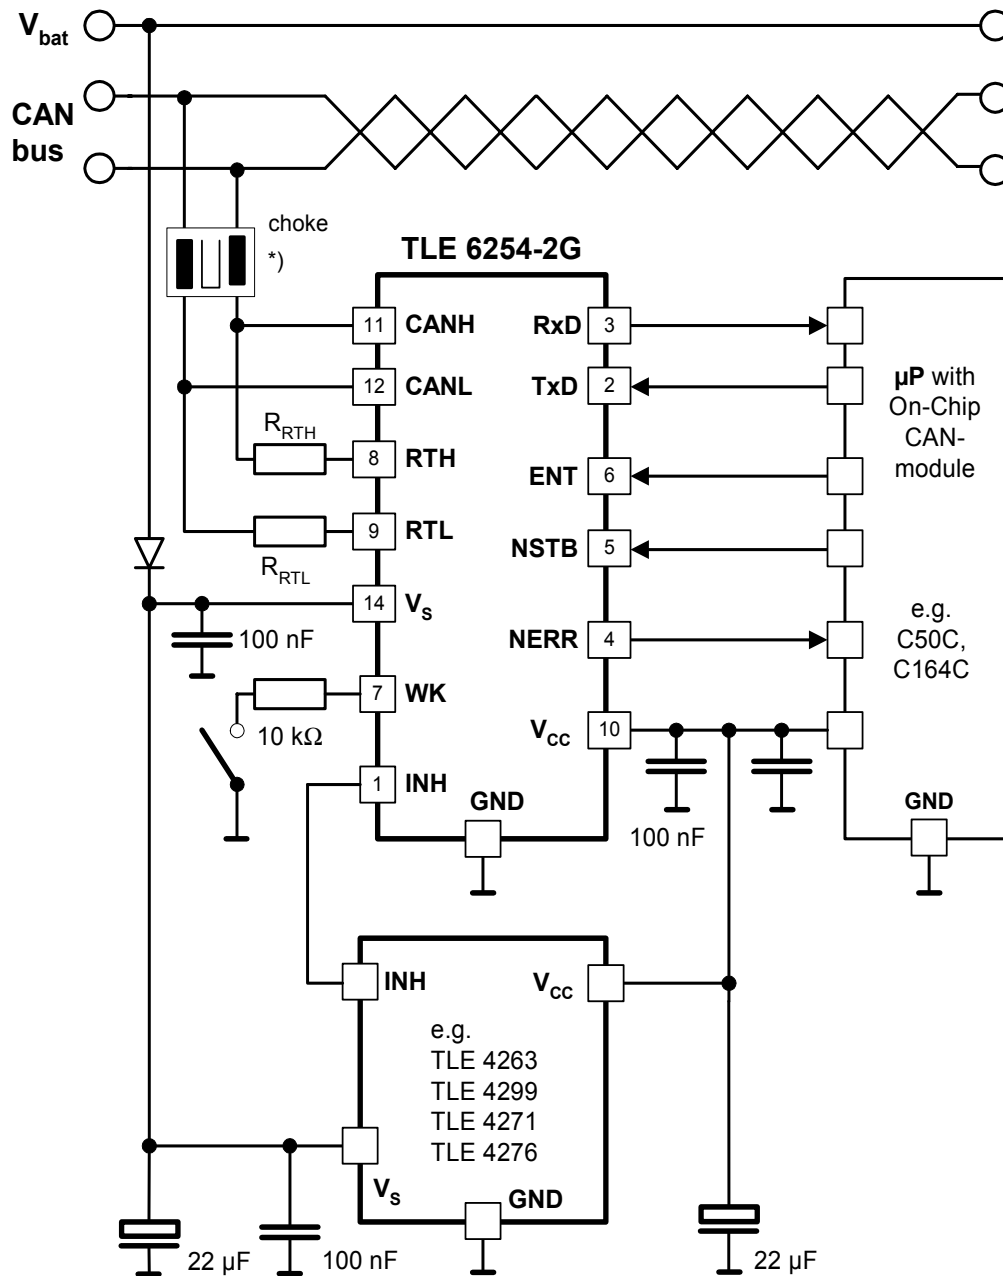 V_bat
CAN
bus
choke
*)
TLE 6254-2G
11 CANH
12 CANL
R_RTH
8 RTH
9 RTL
R_RTL
14 V_S
100 nF
7 WK
10 kΩ
1 INH
GND
RxD 3
TxD 2
ENT 6
NSTB 5
NERR 4
V_CC 10
100 nF
µP with
On-Chip
CAN-
module
e.g.
C50C,
C164C
GND
INH
V_CC
e.g.
TLE 4263
TLE 4299
TLE 4271
TLE 4276
V_S
GND
22 µF
100 nF
22 µF